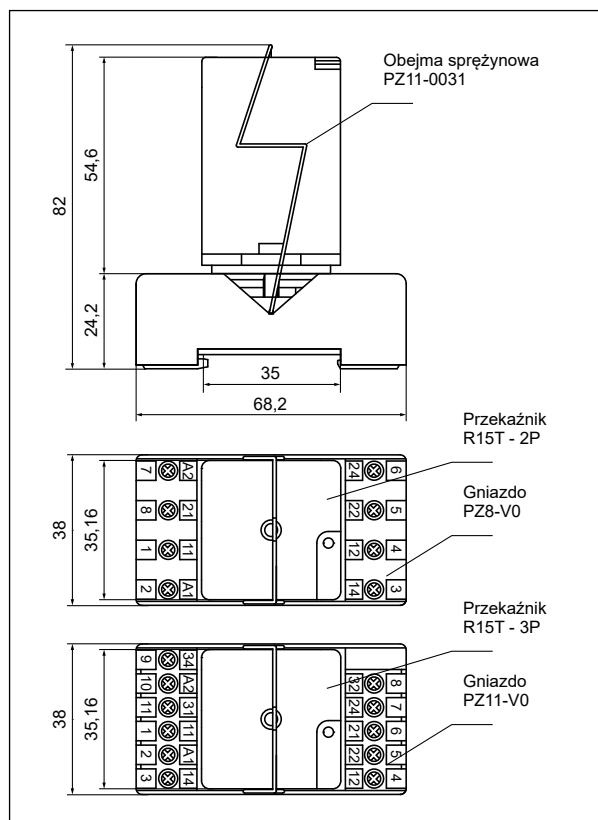 Obejma sprężynowa
PZ11-0031
82
54,6
24,2
35
68,2
Przekaźnik
R15T - 2P
Gniazdo
PZ8-V0
38
35,16
7 A2 24 6
8 21 22 5
1 11 12 4
2 A1 14 3
Przekaźnik
R15T - 3P
Gniazdo
PZ11-V0
38
35,16
9 34
10 A2 32 8
11 31 24 7
1 11 21 6
2 A1 22 5
3 14 12 4